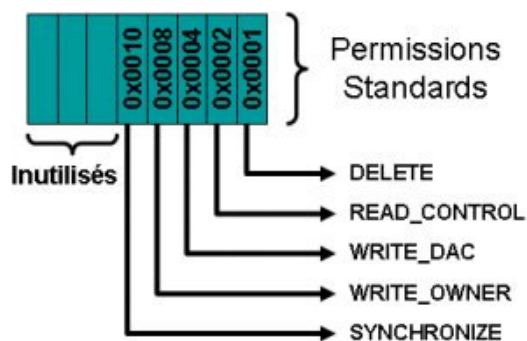 0x0010
0x0008
0x0004
0x0002
0x0001
Permissions
Standards
Inutilisés
DELETE
READ_CONTROL
WRITE_DAC
WRITE_OWNER
SYNCHRONIZE